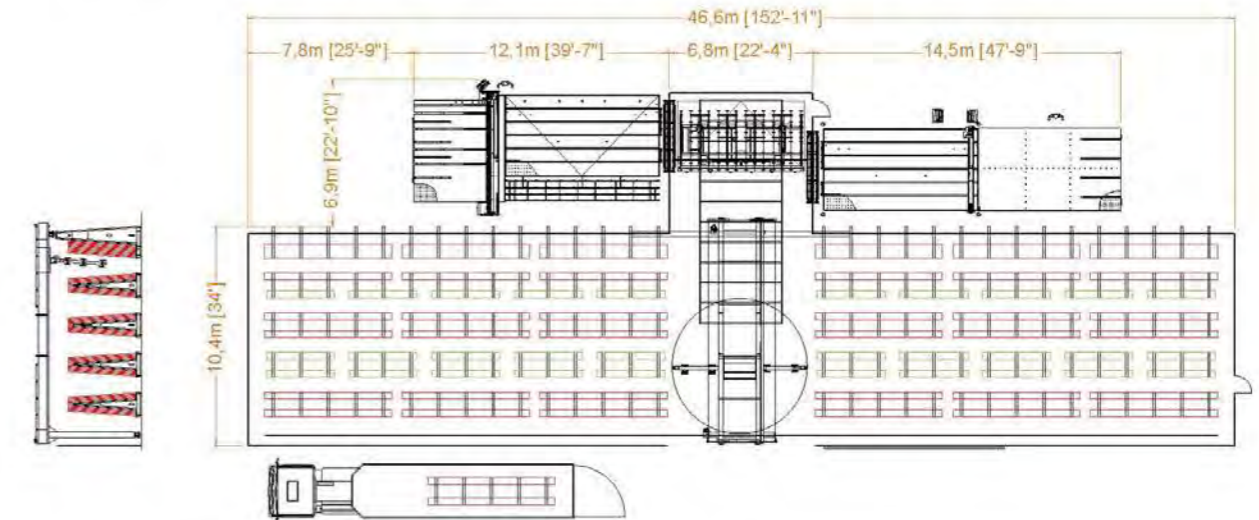 46,6m [152'-11"]
7,8m [25'-9"] 12,1m [39'-7"] 6,8m [22'-4"] 14,5m [47'-9"]
6,9m [22'-10"]
10,4m [34']